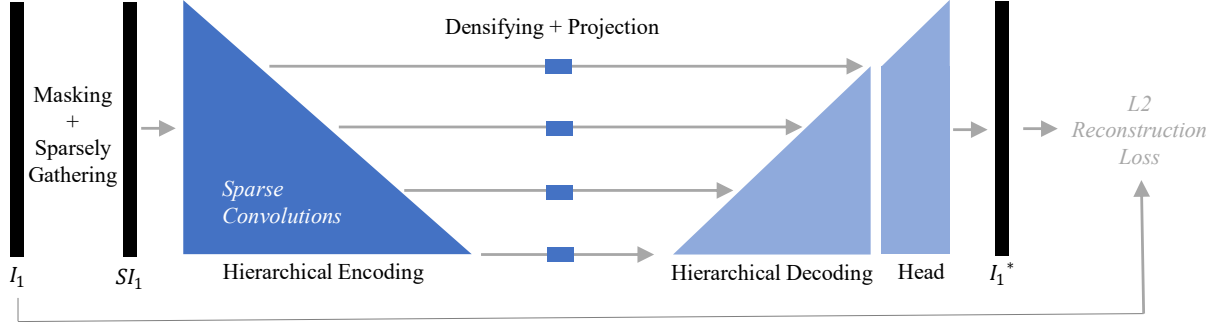 Densifying + Projection
Masking
+
Sparsely
Gathering
Sparse
Convolutions
L2
Reconstruction
Loss
I₁
SI₁
Hierarchical Encoding
Hierarchical Decoding
Head
I₁*